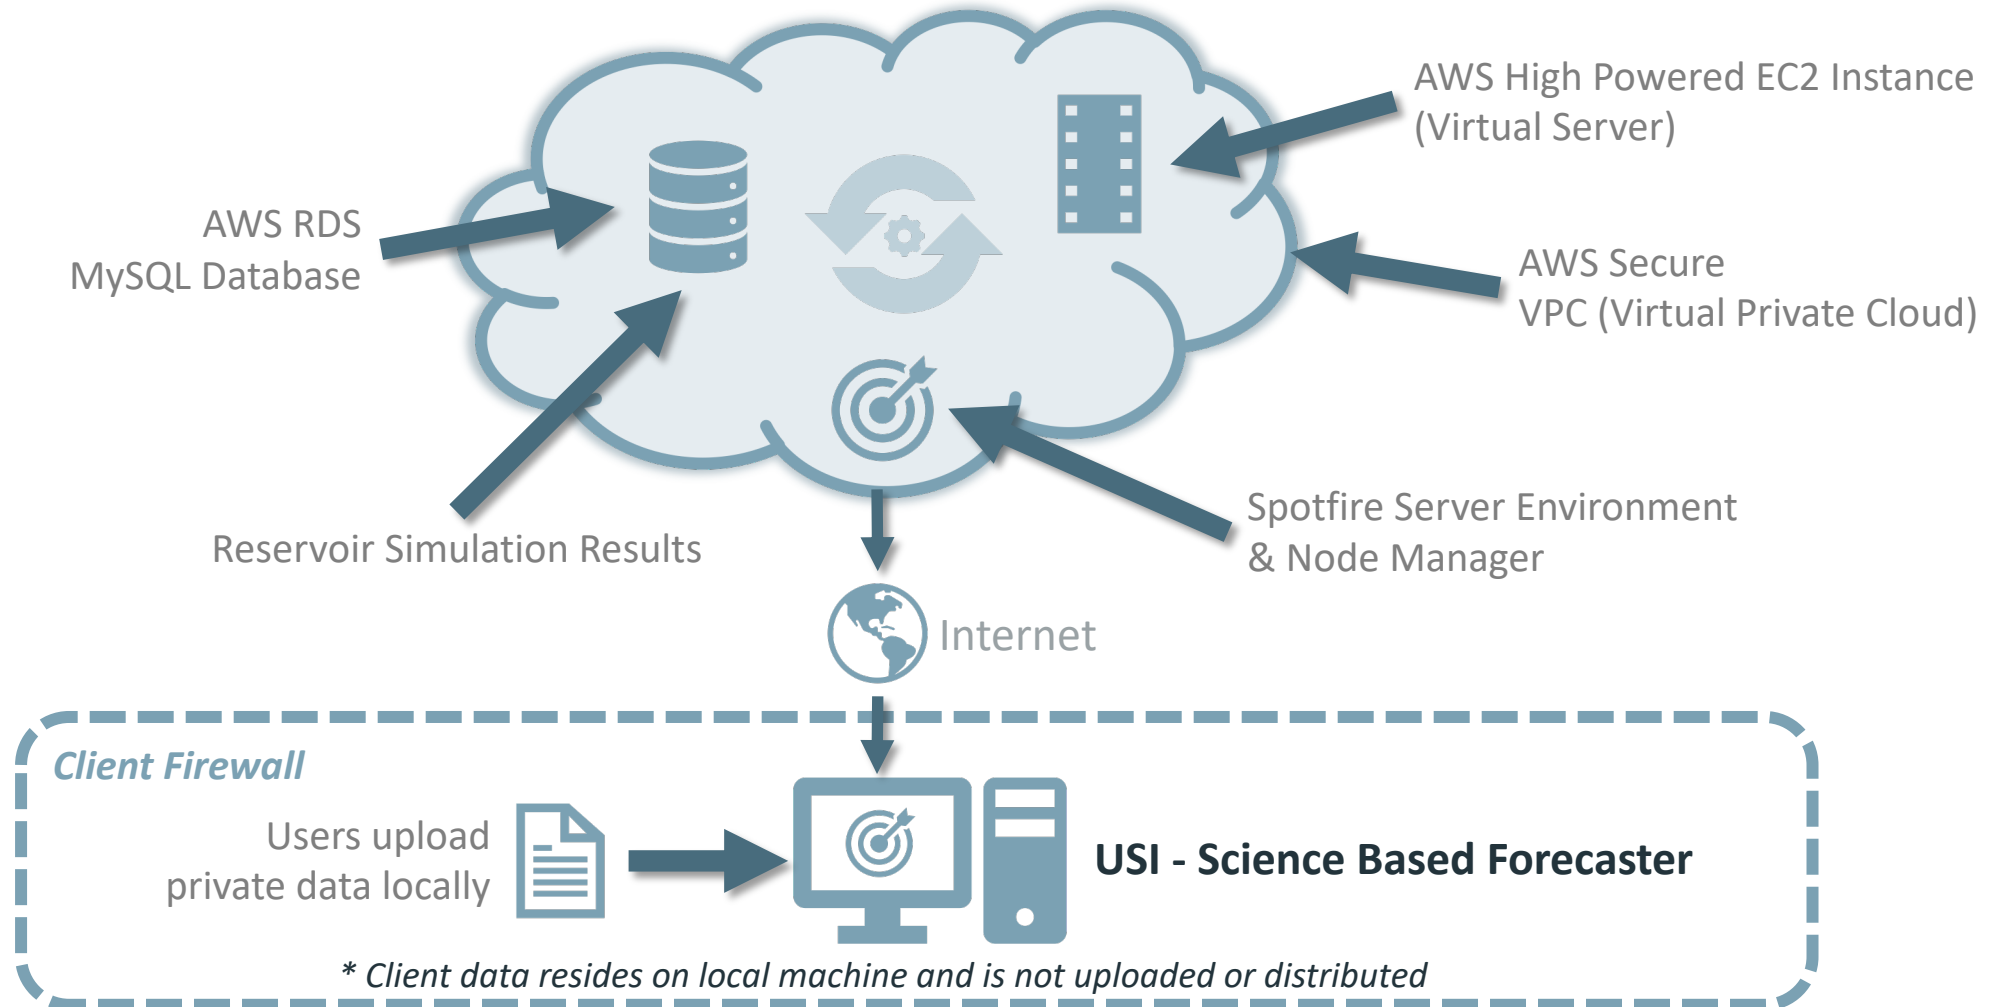 AWS High Powered EC2 Instance
(Virtual Server)
AWS RDS
MySQL Database
AWS Secure
VPC (Virtual Private Cloud)
Reservoir Simulation Results
Spotfire Server Environment
& Node Manager
Internet
Client Firewall
Users upload
private data locally
USI - Science Based Forecaster
* Client data resides on local machine and is not uploaded or distributed